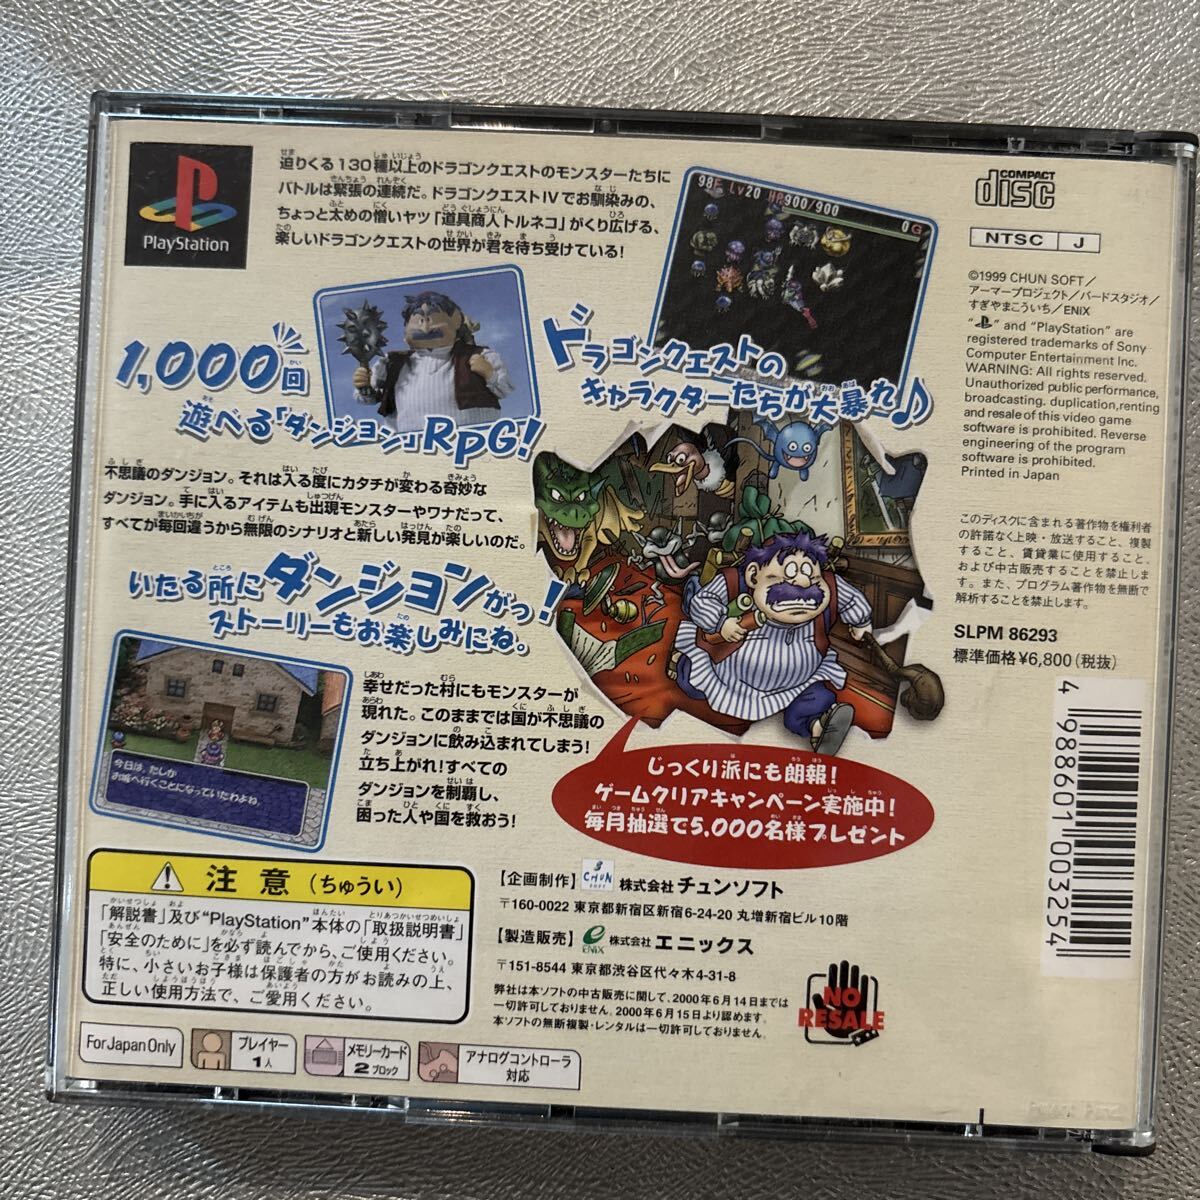 PlayStation
迫りくる130種以上のドラゴンクエストのモンスターたちに
バトルは緊張の連続だ。ドラゴンクエストIVでお馴染みの、
ちょっと太めの憎いヤツ「道具商人トルネコ」がくり広げる、
楽しいドラゴンクエストの世界が君を待ち受けている!
98F Lv20 HP900/900
0G
COMPACT
disc
NTSC J
©1999 CHUN SOFT/
アーマープロジェクト/バードスタジオ/
すぎやまこういち/ENIX
"PS" and "PlayStation" are
registered trademarks of Sony
Computer Entertainment Inc.
WARNING: All rights reserved.
Unauthorized public performance,
broadcasting. duplication,renting
and resale of this video game
software is prohibited. Reverse
engineering of the program
software is prohibited.
Printed in Japan
このディスクに含まれる著作物を権利者
の許諾なく上映・放送すること、複製
すること、賃貸業に使用すること、
および中古販売することを禁止しま
す。また、プログラム著作物を無断で
解析することを禁止します。
SLPM 86293
標準価格¥6,800(税抜)
4 988601 003254
1,000回
遊べる「ダンジョン」RPG!
不思議のダンジョン。それは入る度にカタチが変わる奇妙な
ダンジョン。手に入るアイテムも出現モンスターやワナだって、
すべてが毎回違うから無限のシナリオと新しい発見が楽しいのだ。
ドラゴンクエストの
キャラクターたちが大暴れ♪
いたる所にダンジョンがっ!
ストーリーもお楽しみにね。
今日は、たしか
お城へ行くことになっていたわよね。
幸せだった村にもモンスターが
現れた。このままでは国が不思議の
ダンジョンに飲み込まれてしまう!
立ち上がれ!すべての
ダンジョンを制覇し、
困った人や国を救おう!
じっくり派にも朗報!
ゲームクリアキャンペーン実施中!
毎月抽選で5,000名様プレゼント
注意(ちゅうい)
「解説書」及び"PlayStation"本体の「取扱説明書」
「安全のために」を必ず読んでから、ご使用ください。
特に、小さいお子様は保護者の方がお読みの上、
正しい使用方法で、ご愛用ください。
【企画制作】 CHUN SOFT 株式会社 チュンソフト
〒160-0022 東京都新宿区新宿6-24-20 丸増新宿ビル10階
【製造販売】 ENIX 株式会社 エニックス
〒151-8544 東京都渋谷区代々木4-31-8
弊社は本ソフトの中古販売に関して、2000年6月14日までは
一切許可しておりません。2000年6月15日より認めます。
本ソフトの無断複製・レンタルは一切許可しておりません。
NO
RESALE
For Japan Only
プレイヤー
1人
メモリーカード
2ブロック
アナログコントローラ
対応